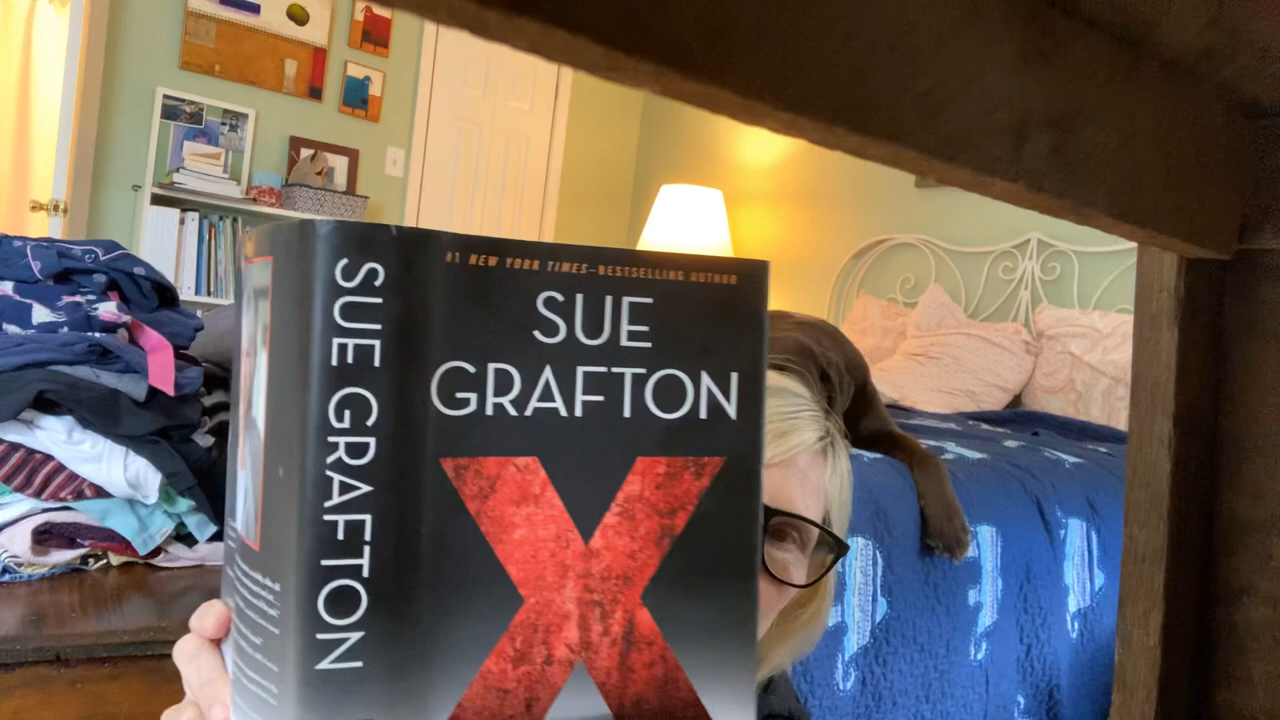 SUE GRAFTON
#1 NEW YORK TIMES–BESTSELLING AUTHOR
SUE
GRAFTON
X